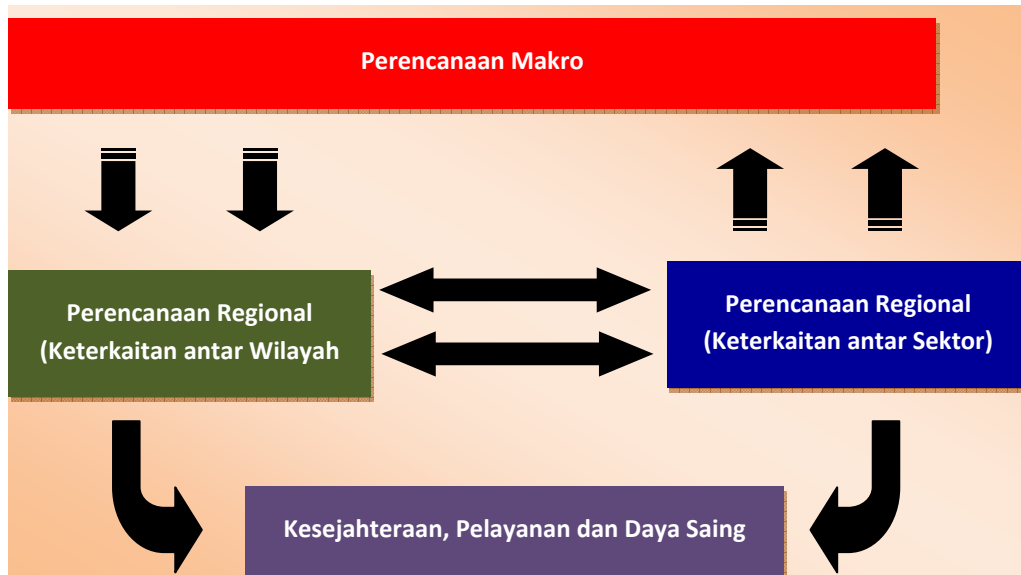 Perencanaan Makro
Perencanaan Regional
(Keterkaitan antar Wilayah
Perencanaan Regional
(Keterkaitan antar Sektor)
Kesejahteraan, Pelayanan dan Daya Saing